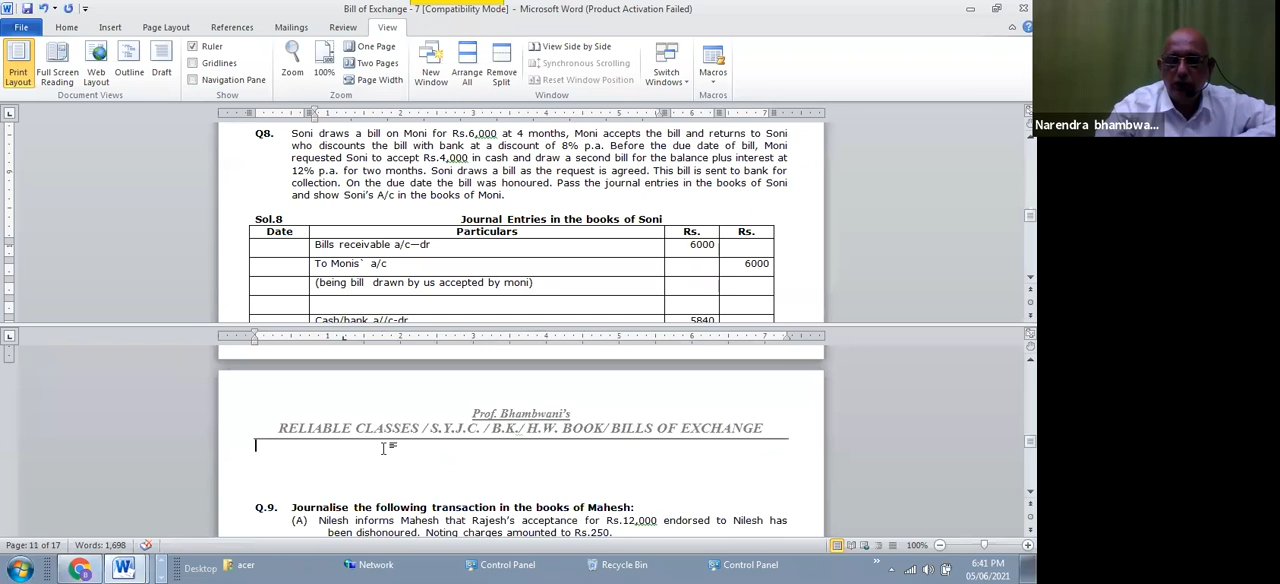 Bill of Exchange - 7 [Compatibility Mode] - Microsoft Word (Product Activation Failed)
File Home Insert Page Layout References Mailings Review View
Print Layout Full Screen Reading Web Layout Outline Draft
Document Views
Ruler
Gridlines
Navigation Pane
Show
Zoom 100%
One Page
Two Pages
Page Width
Zoom
New Window Arrange All Remove Split
View Side by Side
Synchronous Scrolling
Reset Window Position
Switch Windows
Window
Macros
Macros
Narendra bhambwa...
Q8. Soni draws a bill on Moni for Rs.6,000 at 4 months, Moni accepts the bill and returns to Soni
who discounts the bill with bank at a discount of 8% p.a. Before the due date of bill, Moni
requested Soni to accept Rs.4,000 in cash and draw a second bill for the balance plus interest at
12% p.a. for two months. Soni draws a bill as the request is agreed. This bill is sent to bank for
collection. On the due date the bill was honoured. Pass the journal entries in the books of Soni
and show Soni's A/c in the books of Moni.
Sol.8 Journal Entries in the books of Soni
Date Particulars Rs. Rs.
Bills receivable a/c—dr 6000
To Monis` a/c 6000
(being bill drawn by us accepted by moni)
Cash/bank a//c-dr 5840
Prof. Bhambwani's
RELIABLE CLASSES / S.Y.J.C. / B.K./ H.W. BOOK/ BILLS OF EXCHANGE
Q.9. Journalise the following transaction in the books of Mahesh:
(A) Nilesh informs Mahesh that Rajesh's acceptance for Rs.12,000 endorsed to Nilesh has
been dishonoured. Noting charges amounted to Rs.250.
Page: 11 of 17 Words: 1,698 100%
Desktop acer Network Control Panel Recycle Bin Control Panel
6:41 PM
05/06/2021